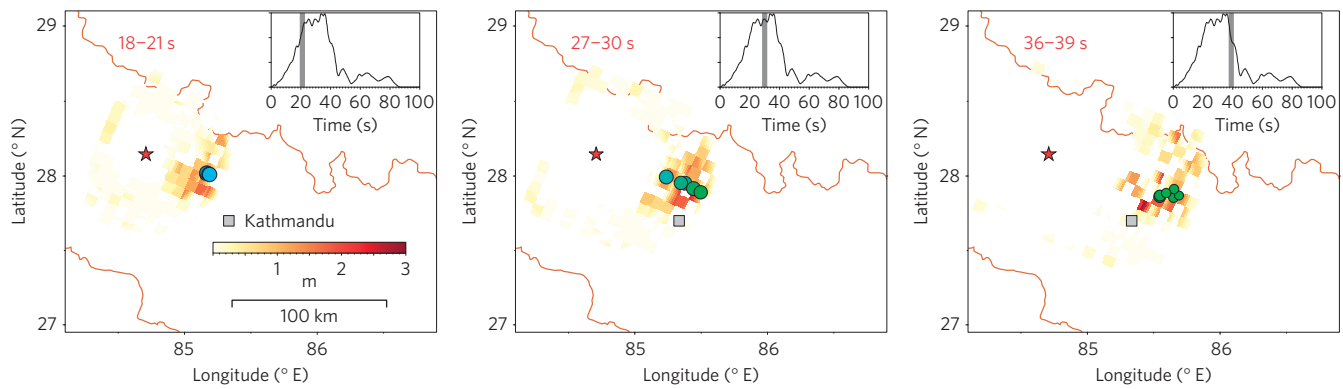 29
28
27
Latitude (° N)
18–21 s
0 20 40 60 80 100
Time (s)
Kathmandu
1 2 3
m
100 km
85 86
Longitude (° E)
29
28
27
Latitude (° N)
27–30 s
0 20 40 60 80 100
Time (s)
85 86
Longitude (° E)
29
28
27
Latitude (° N)
36–39 s
0 20 40 60 80 100
Time (s)
85 86
Longitude (° E)